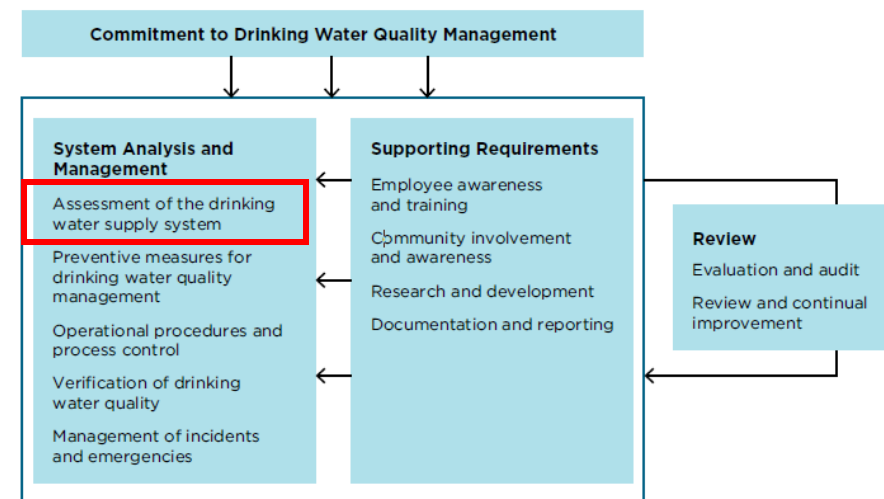 Commitment to Drinking Water Quality Management
System Analysis and
Management
Assessment of the drinking
water supply system
Preventive measures for
drinking water quality
management
Operational procedures and
process control
Verification of drinking
water quality
Management of incidents
and emergencies
Supporting Requirements
Employee awareness
and training
Community involvement
and awareness
Research and development
Documentation and reporting
Review
Evaluation and audit
Review and continual
improvement